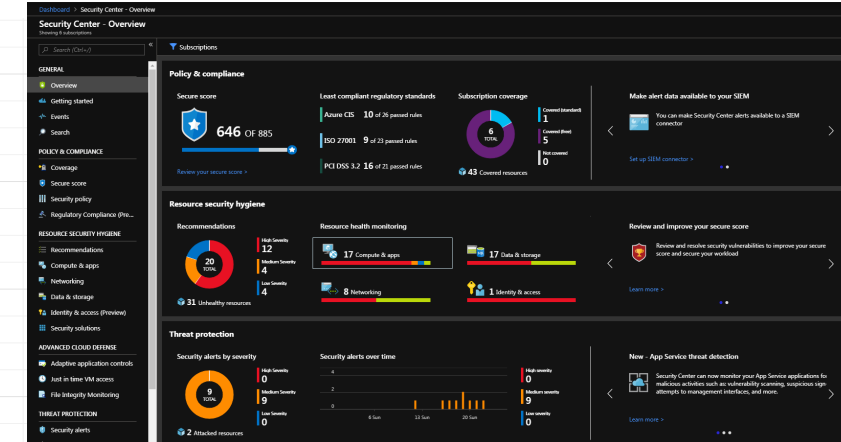 Dashboard > Security Center - Overview
Security Center - Overview
Showing 6 subscriptions
Search (Ctrl+/)
«
Subscriptions
GENERAL
Overview
Getting started
Events
Search
POLICY & COMPLIANCE
Coverage
Secure score
Security policy
Regulatory Compliance (Pre...
RESOURCE SECURITY HYGIENE
Recommendations
Compute & apps
Networking
Data & storage
Identity & access (Preview)
Security solutions
ADVANCED CLOUD DEFENSE
Adaptive application controls
Just in time VM access
File Integrity Monitoring
THREAT PROTECTION
Security alerts
Policy & compliance
Secure score
646 OF 885
Review your secure score >
Least compliant regulatory standards
Azure CIS 10 of 26 passed rules
ISO 27001 9 of 23 passed rules
PCI DSS 3.2 16 of 21 passed rules
Subscription coverage
6
TOTAL
Covered (standard)
1
Covered (free)
5
Not covered
0
43 Covered resources
Make alert data available to your SIEM
You can make Security Center alerts available to a SIEM
connector
Set up SIEM connector >
Resource security hygiene
Recommendations
20
TOTAL
High Severity
12
Medium Severity
4
Low Severity
4
31 Unhealthy resources
Resource health monitoring
17 Compute & apps
17 Data & storage
8 Networking
1 Identity & access
Review and improve your secure score
Review and resolve security vulnerabilities to improve your secure
score and secure your workload
Learn more >
Threat protection
Security alerts by severity
9
TOTAL
High Severity
0
Medium Severity
9
Low Severity
0
2 Attacked resources
Security alerts over time
4
2
0
6 Sun 13 Sun 20 Sun
High severity
0
Medium severity
9
Low severity
0
New - App Service threat detection
Security Center can now monitor your App Service applications fo
malicious activities such as: vulnerability scanning, suspicious sign
attempts to management interfaces, and more.
Learn more >